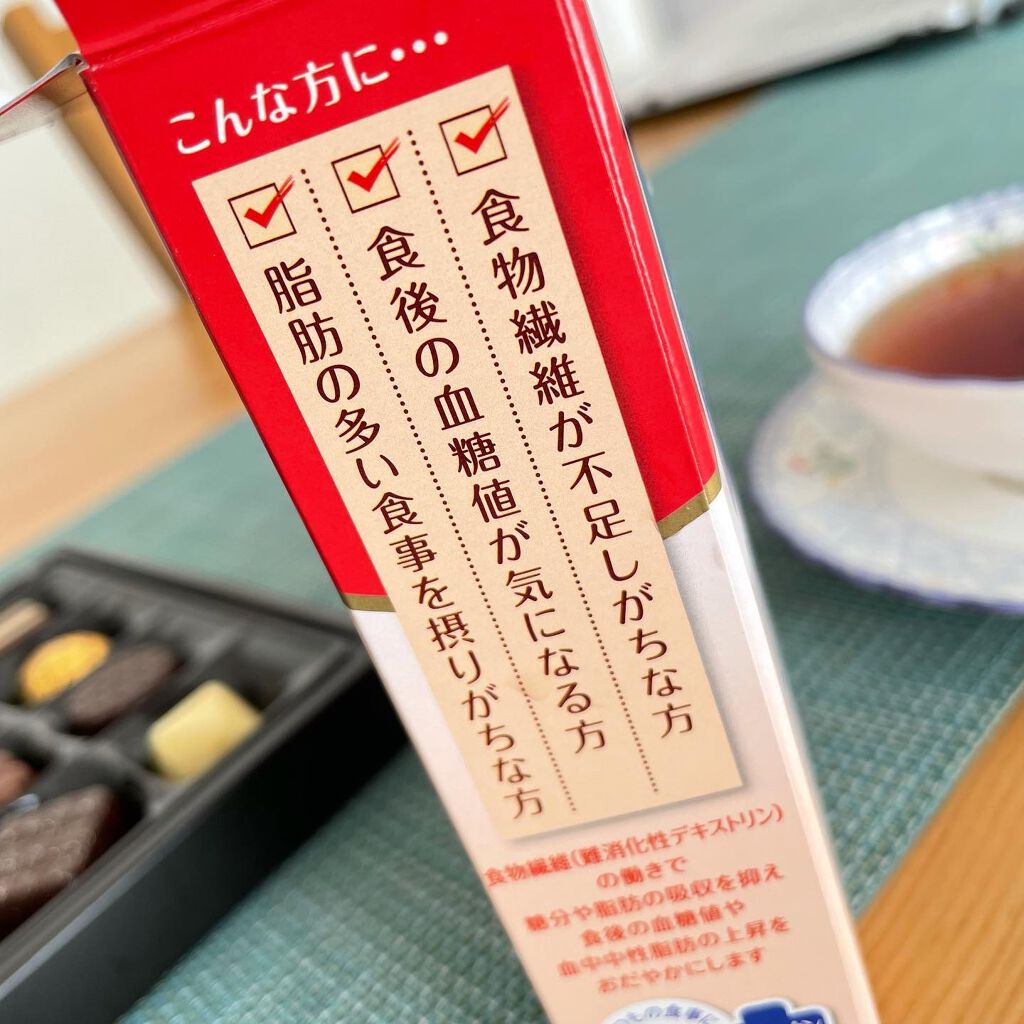 こんな方に…
食物繊維が不足しがちな方
食後の血糖値が気になる方
脂肪の多い食事を摂りがちな方
食物繊維(難消化性デキストリン)
の働きで
糖分や脂肪の吸収を抑え
食後の血糖値や
血中中性脂肪の上昇を
おだやかにします
もの食事に